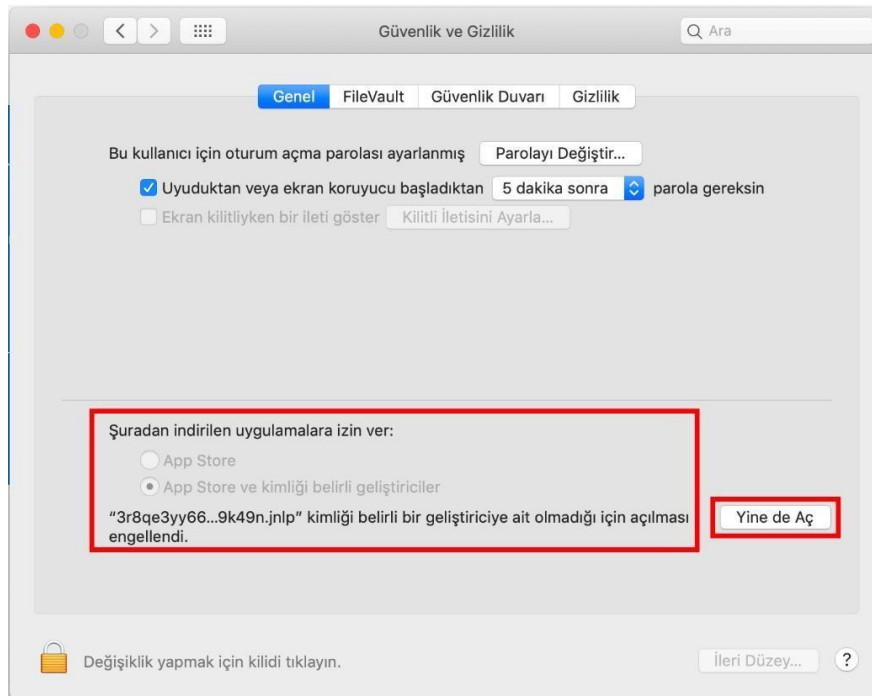 Güvenlik ve Gizlilik
Ara
Genel
FileVault
Güvenlik Duvarı
Gizlilik
Bu kullanıcı için oturum açma parolası ayarlanmış
Parolayı Değiştir...
Uyuduktan veya ekran koruyucu başladıktan
5 dakika sonra
parola gereksin
Ekran kilitliyken bir ileti göster
Kilitli İletisini Ayarla...
Şuradan indirilen uygulamalara izin ver:
App Store
App Store ve kimliği belirli geliştiriciler
“3r8qe3yy66...9k49n.jnlp” kimliği belirli bir geliştiriciye ait olmadığı için açılması
engellendi.
Yine de Aç
Değişiklik yapmak için kilidi tıklayın.
İleri Düzey...
?